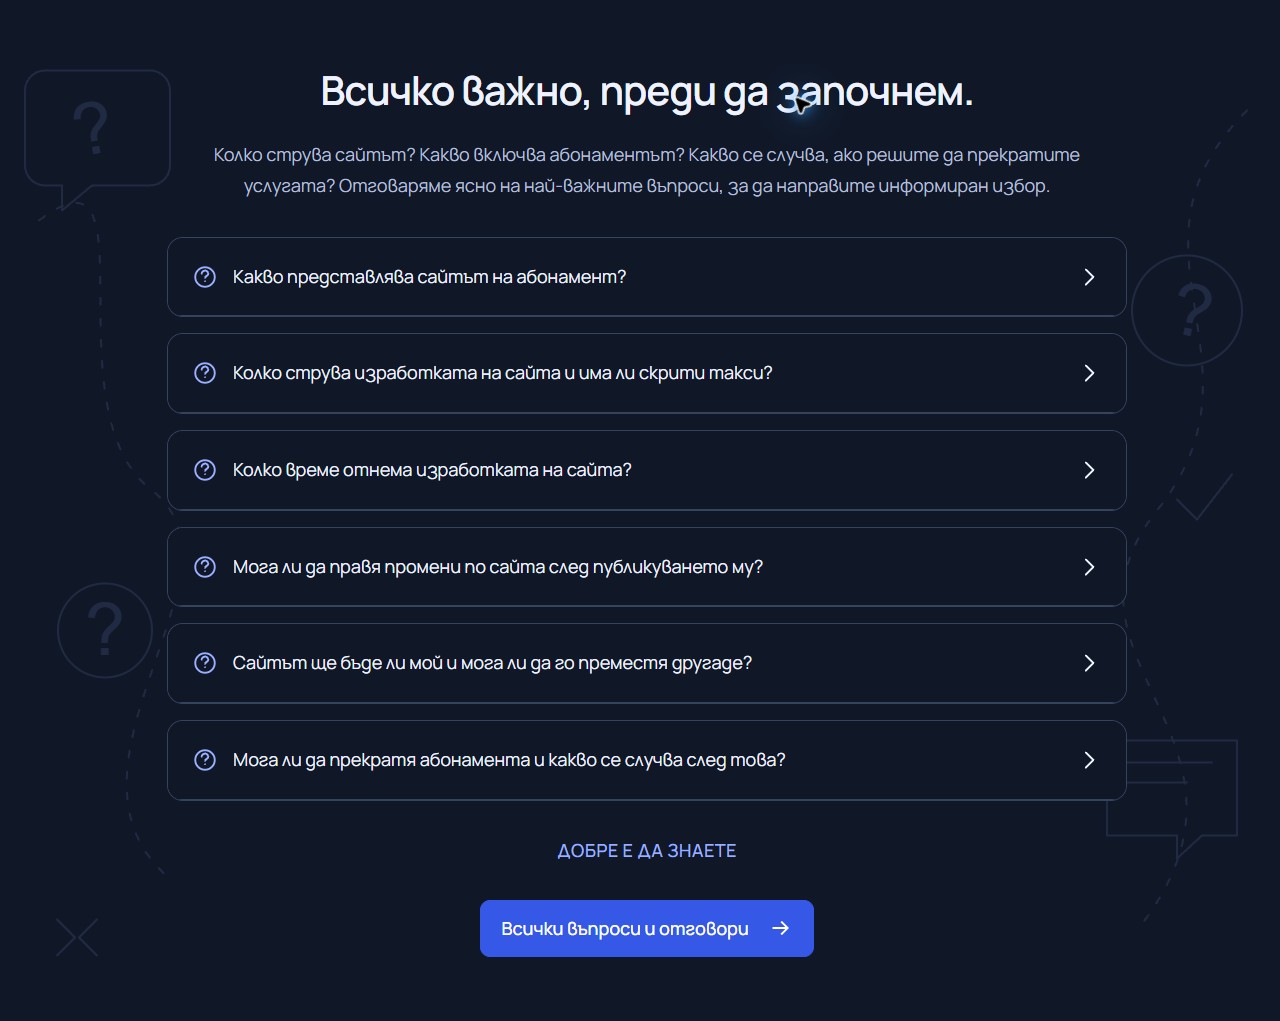 Всичко важно, преди да започнем.
Колко струва сайтът? Какво включва абонаментът? Какво се случва, ако решите да прекратите
услугата? Отговаряме ясно на най-важните въпроси, за да направите информиран избор.
?
?
Какво представлява сайтът на абонамент?
Колко струва изработката на сайта и има ли скрити такси?
Колко време отнема изработката на сайта?
Мога ли да правя промени по сайта след публикуването му?
?
Сайтът ще бъде ли мой и мога ли да го преместя другаде?
Мога ли да прекратя абонамента и какво се случва след това?
ДОБРЕ Е ДА ЗНАЕТЕ
Всички въпроси и отговори